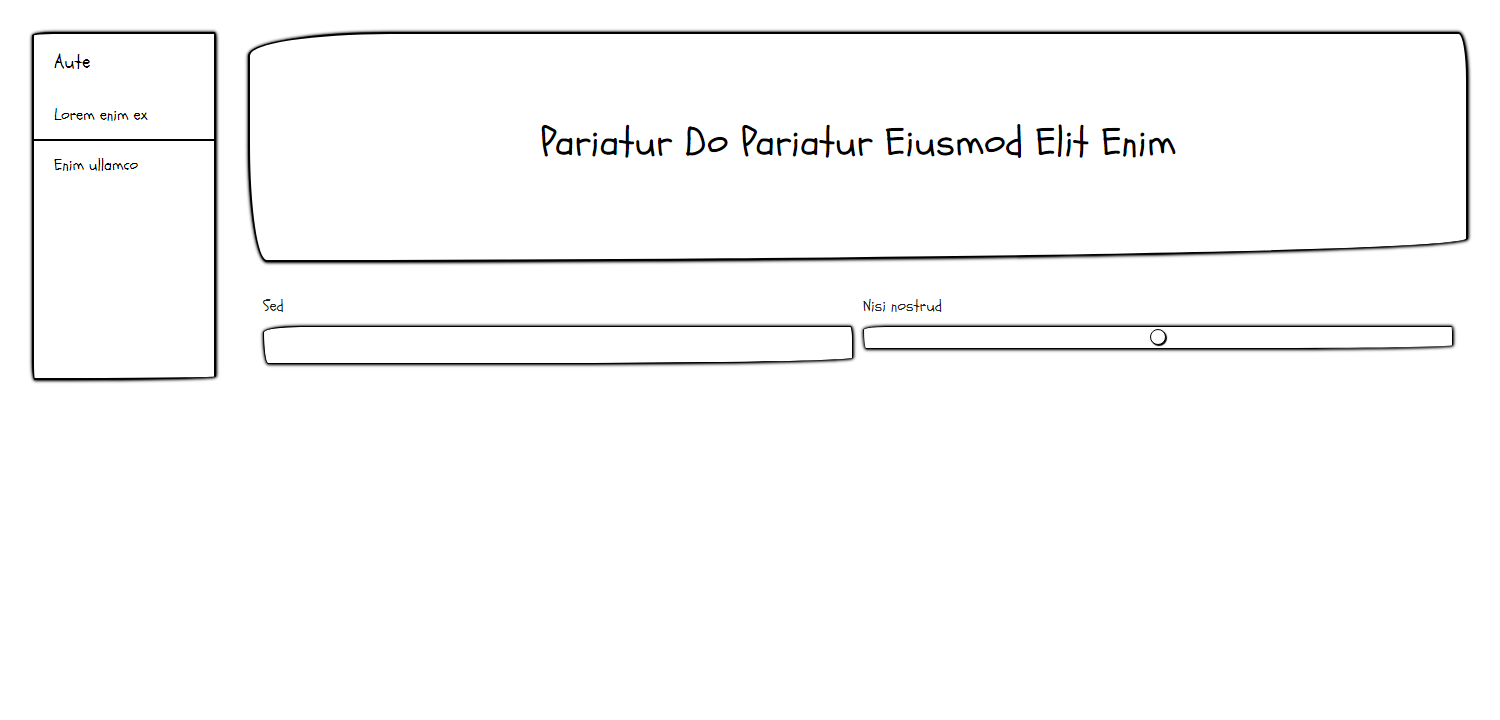 Aute
Lorem enim ex
Enim ullamco
Pariatur Do Pariatur Eiusmod Elit Enim
Sed
Nisi nostrud